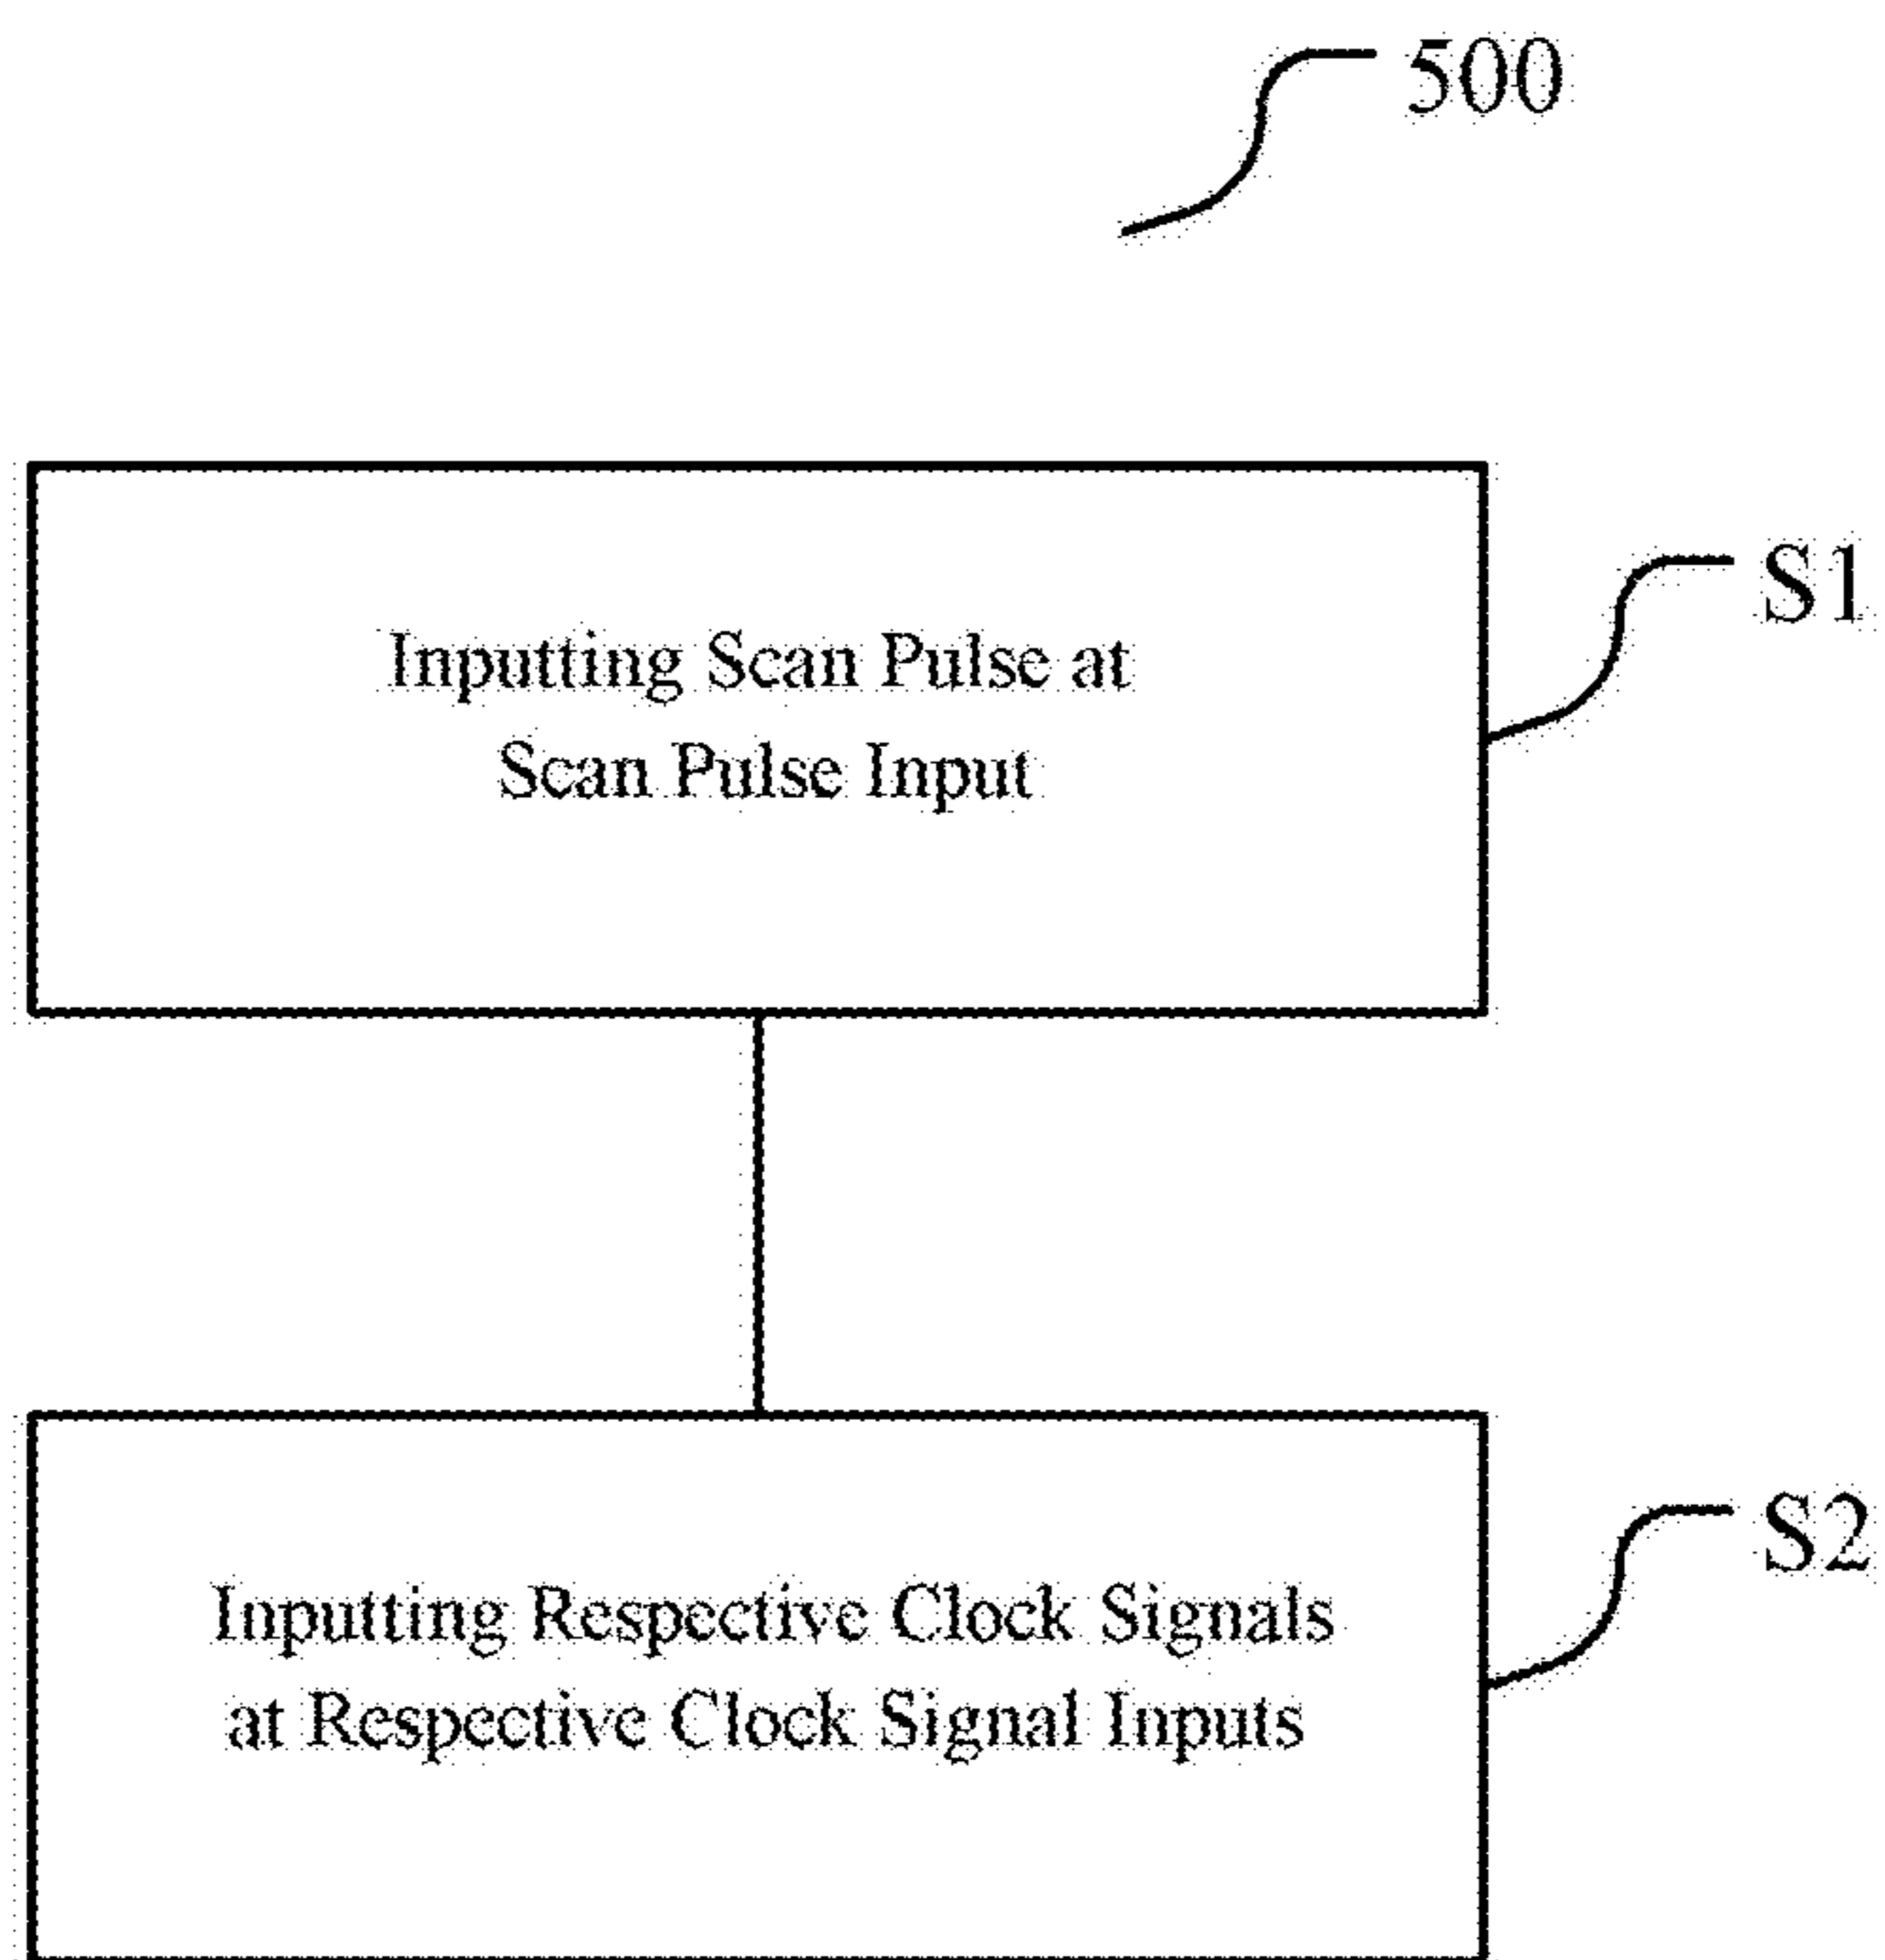 500
S1
Inputting Scan Pulse at
Scan Pulse Input
S2
Inputting Respective Clock Signals
at Respective Clock Signal Inputs